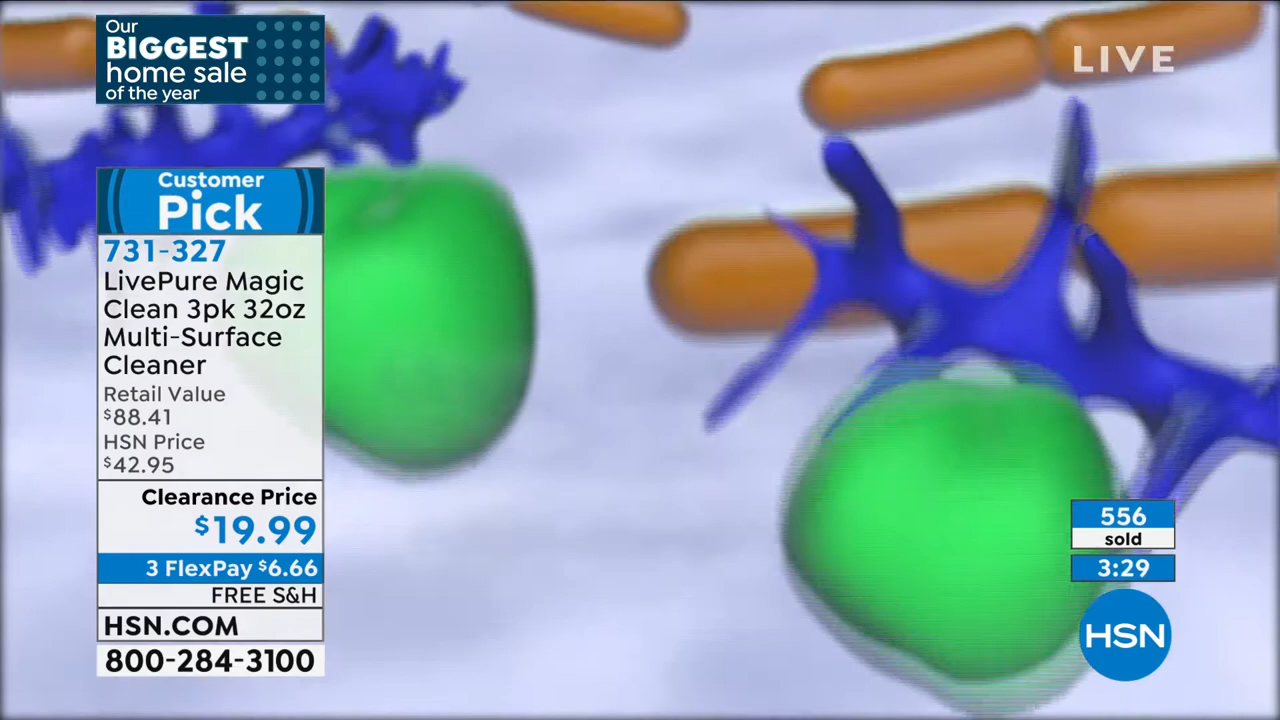 Our
BIGGEST
home sale
of the year
LIVE
Customer
Pick
731-327
LivePure Magic
Clean 3pk 32oz
Multi-Surface
Cleaner
Retail Value
$88.41
HSN Price
$42.95
Clearance Price
$19.99
3 FlexPay $6.66
FREE S&H
HSN.COM
800-284-3100
556
sold
3:29
HSN